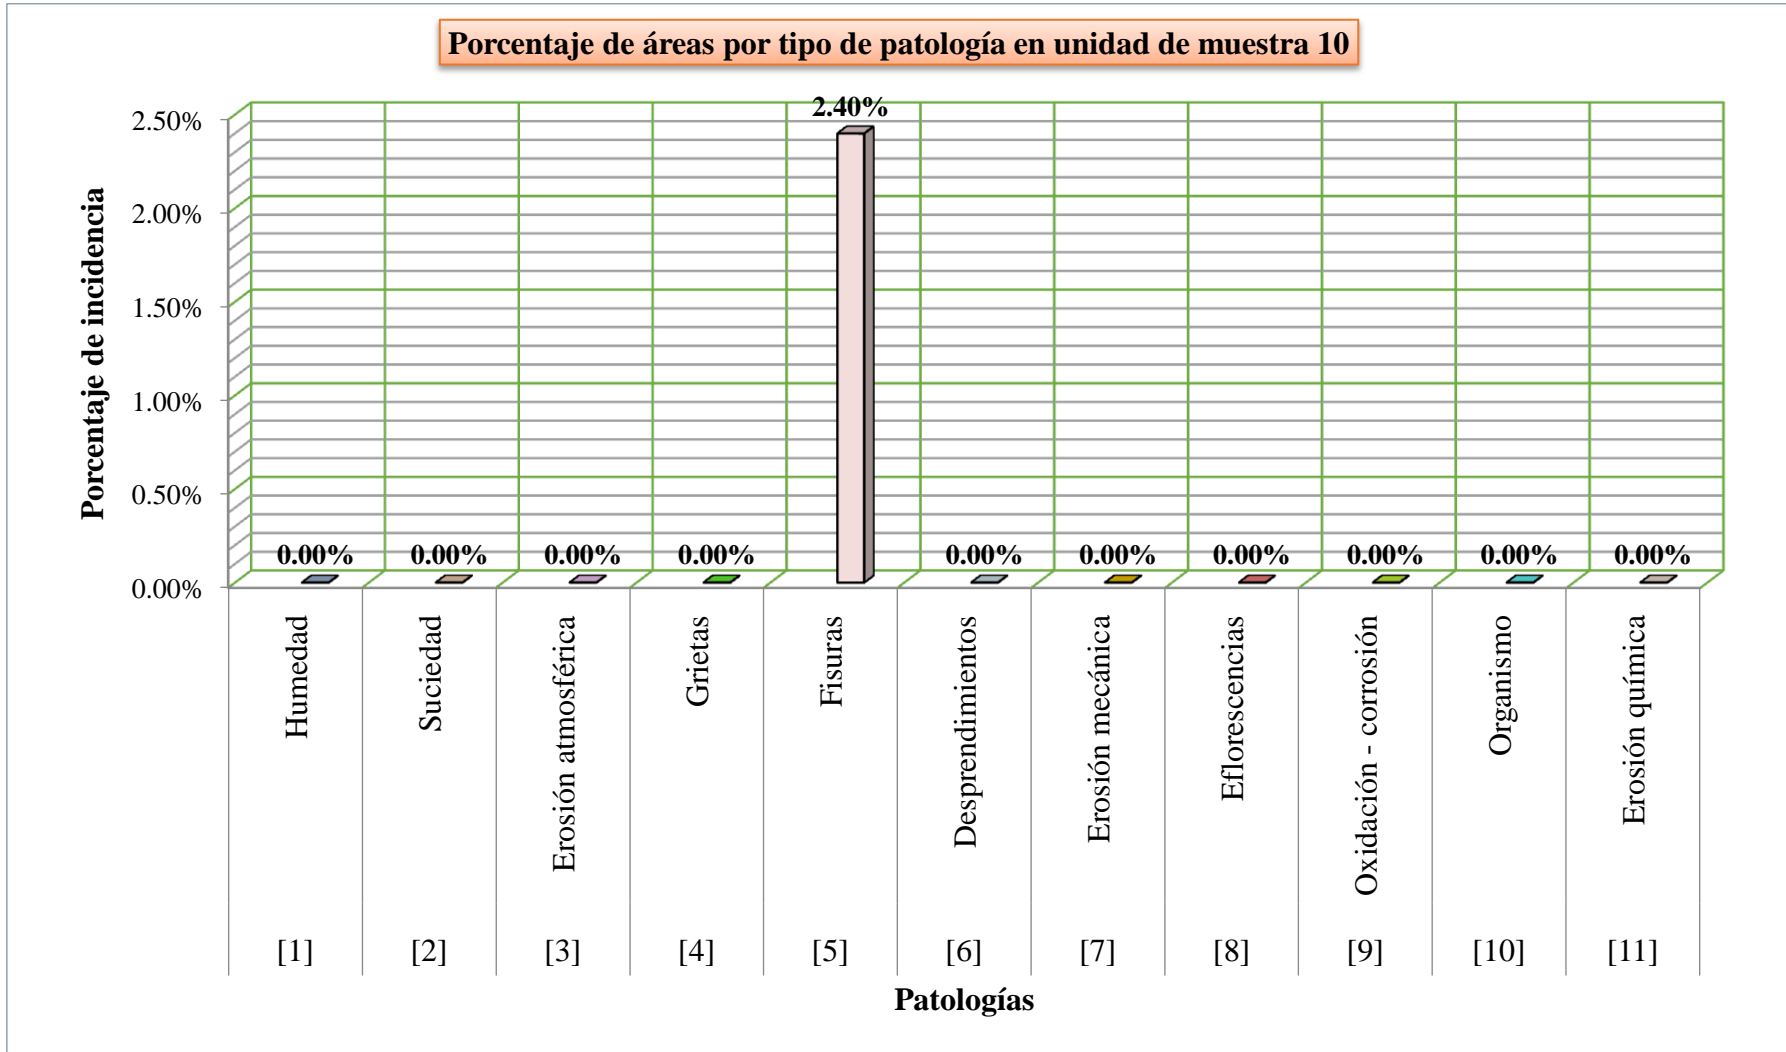 Porcentaje de áreas por tipo de patología en unidad de muestra 10
Porcentaje de incidencia
2.50%
2.00%
1.50%
1.00%
0.50%
0.00%
0.00%
0.00%
0.00%
0.00%
2.40%
0.00%
0.00%
0.00%
0.00%
0.00%
0.00%
Humedad
Suciedad
Erosión atmosférica
Grietas
Fisuras
Desprendimientos
Erosión mecánica
Eflorescencias
Oxidación - corrosión
Organismo
Erosión química
[1]
[2]
[3]
[4]
[5]
[6]
[7]
[8]
[9]
[10]
[11]
Patologías